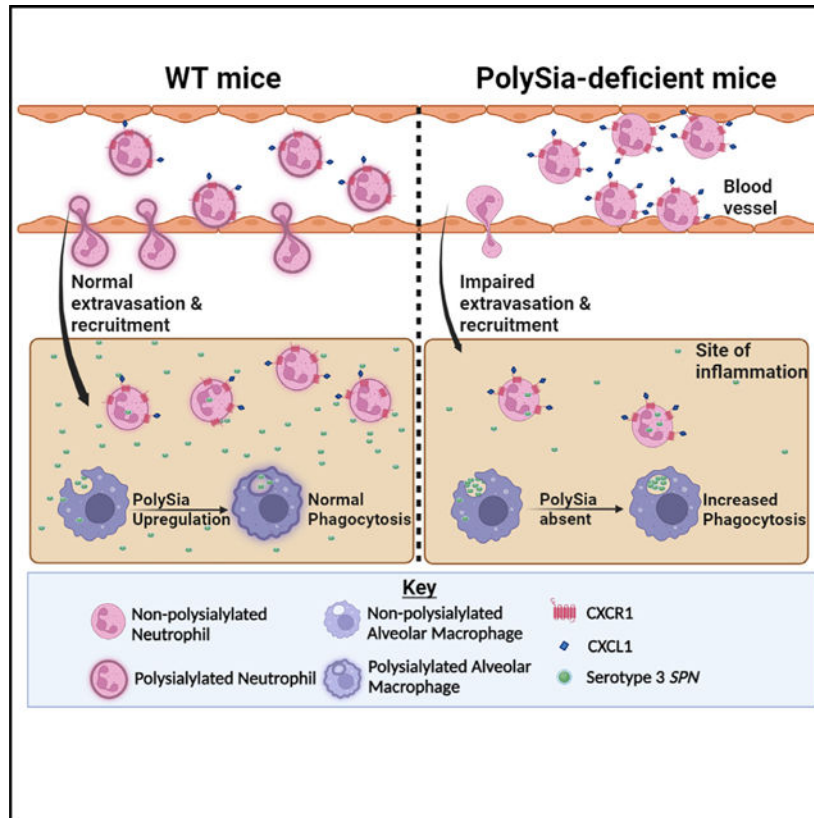 WT mice
PolySia-deficient mice
Blood
vessel
Normal
extravasation &
recruitment
Impaired
extravasation &
recruitment
Site of
inflammation
PolySia
Upregulation
Normal
Phagocytosis
PolySia
absent
Increased
Phagocytosis
Key
Non-polysialylated
Neutrophil
Non-polysialylated
Alveolar Macrophage
CXCR1
CXCL1
Polysialylated Neutrophil
Polysialylated Alveolar
Macrophage
Serotype 3 SPN